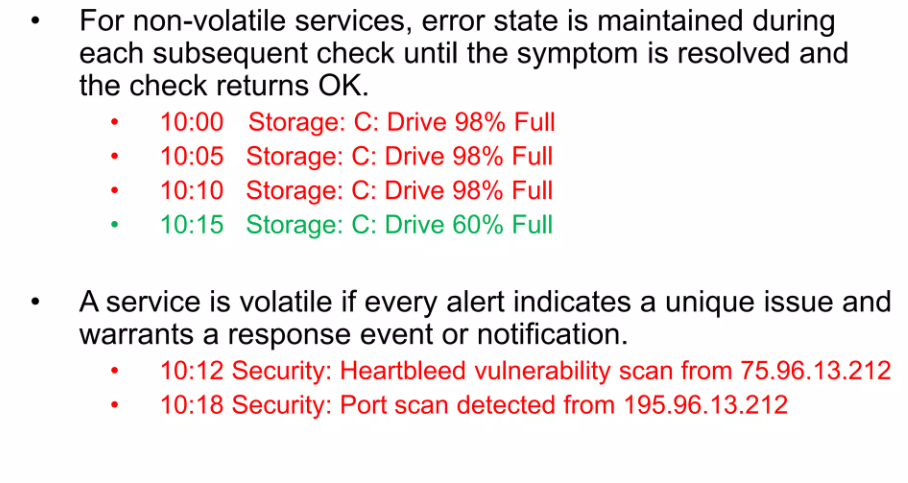 • For non-volatile services, error state is maintained during
each subsequent check until the symptom is resolved and
the check returns OK.
• 10:00 Storage: C: Drive 98% Full
• 10:05 Storage: C: Drive 98% Full
• 10:10 Storage: C: Drive 98% Full
• 10:15 Storage: C: Drive 60% Full
• A service is volatile if every alert indicates a unique issue and
warrants a response event or notification.
• 10:12 Security: Heartbleed vulnerability scan from 75.96.13.212
• 10:18 Security: Port scan detected from 195.96.13.212